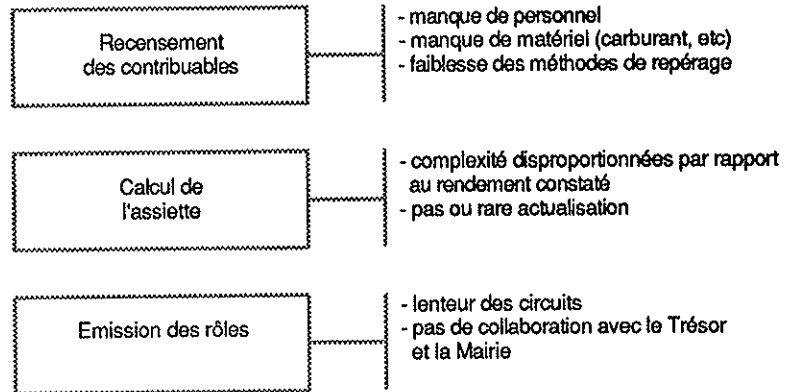 Recensement
des contribuables
- manque de personnel
- manque de matériel (carburant, etc)
- faiblesse des méthodes de repérage
Calcul de
l'assiette
- complexité disproportionnées par rapport
au rendement constaté
- pas ou rare actualisation
Emission des rôles
- lenteur des circuits
- pas de collaboration avec le Trésor
et la Mairie